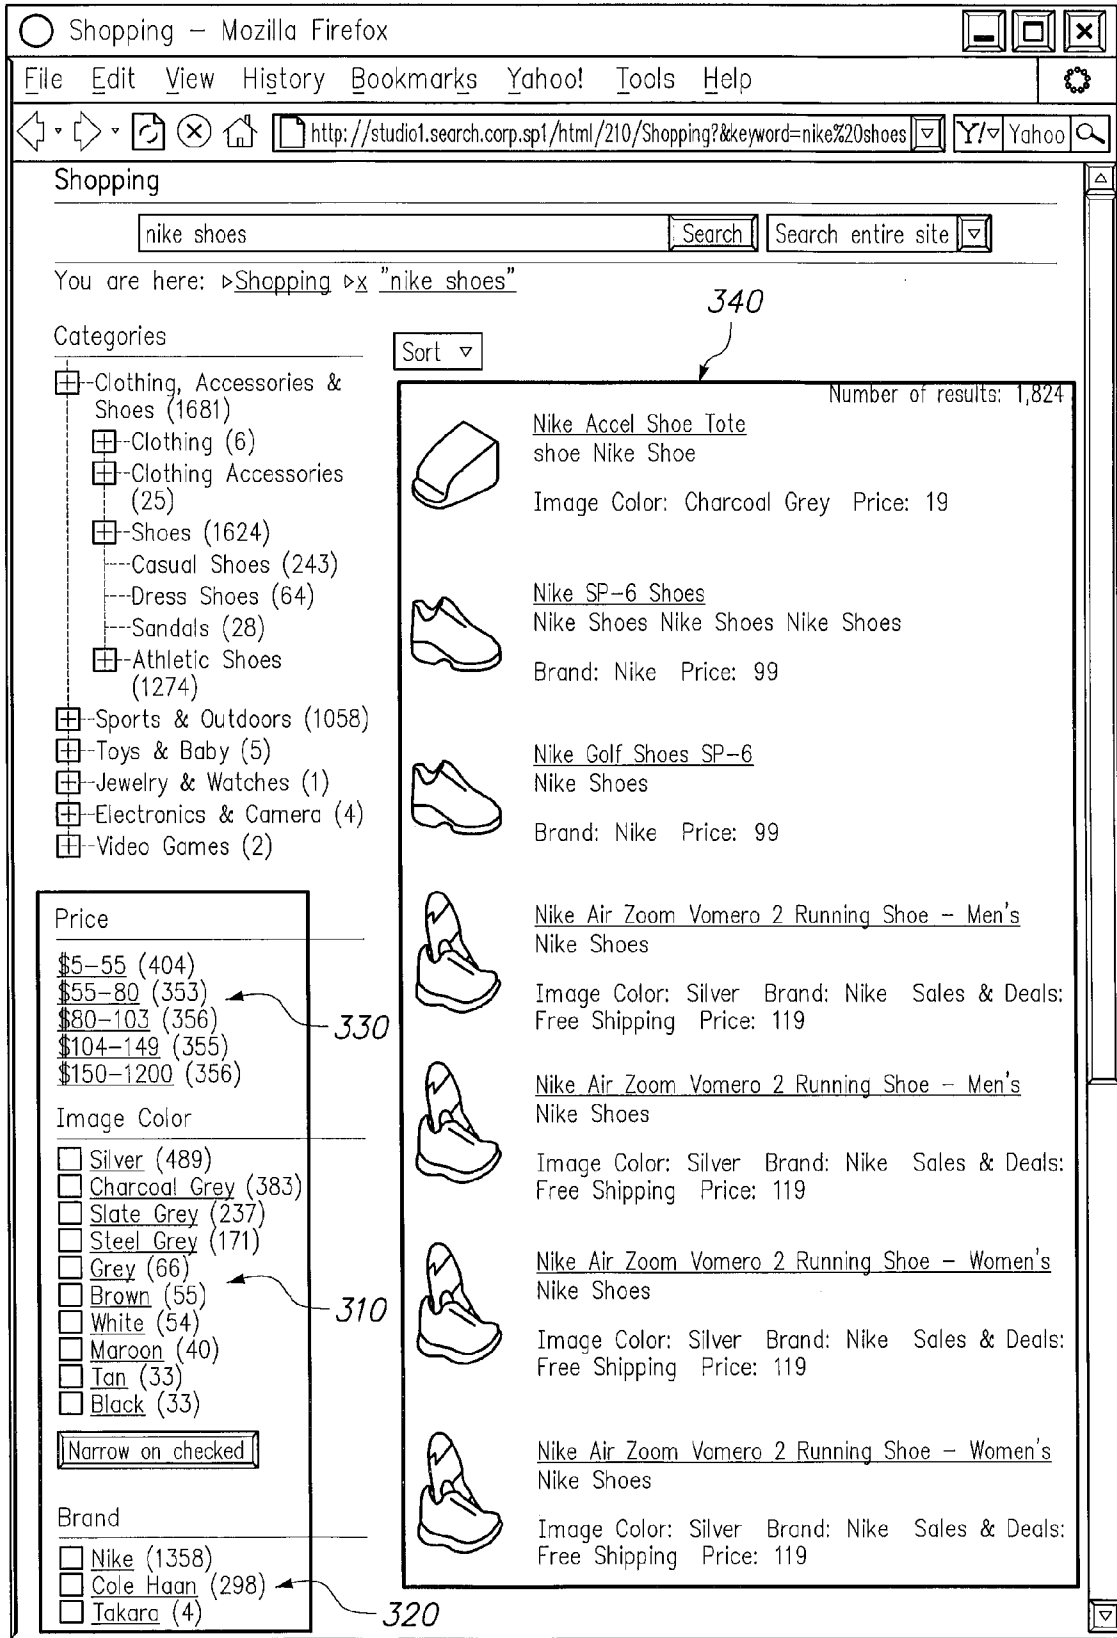 Shopping – Mozilla Firefox
File Edit View History Bookmarks Yahoo! Tools Help
http://studio1.search.corp.sp1/html/210/Shopping?&keyword=nike%20shoes Y/ Yahoo
Shopping
nike shoes Search Search entire site
You are here: ▹Shopping ▹x "nike shoes"
340
Categories
Clothing, Accessories &
Shoes (1681)
Clothing (6)
Clothing Accessories
(25)
Shoes (1624)
Casual Shoes (243)
Dress Shoes (64)
Sandals (28)
Athletic Shoes
(1274)
Sports & Outdoors (1058)
Toys & Baby (5)
Jewelry & Watches (1)
Electronics & Camera (4)
Video Games (2)
Price
$5–55 (404)
$55–80 (353)
$80–103 (356)
$104–149 (355)
$150–1200 (356)
330
Image Color
Silver (489)
Charcoal Grey (383)
Slate Grey (237)
Steel Grey (171)
Grey (66)
Brown (55)
White (54)
Maroon (40)
Tan (33)
Black (33)
310
Narrow on checked
Brand
Nike (1358)
Cole Haan (298)
Takara (4)
320
Sort
Number of results: 1,824
Nike Accel Shoe Tote
shoe Nike Shoe
Image Color: Charcoal Grey Price: 19
Nike SP–6 Shoes
Nike Shoes Nike Shoes Nike Shoes
Brand: Nike Price: 99
Nike Golf Shoes SP–6
Nike Shoes
Brand: Nike Price: 99
Nike Air Zoom Vomero 2 Running Shoe – Men's
Nike Shoes
Image Color: Silver Brand: Nike Sales & Deals:
Free Shipping Price: 119
Nike Air Zoom Vomero 2 Running Shoe – Men's
Nike Shoes
Image Color: Silver Brand: Nike Sales & Deals:
Free Shipping Price: 119
Nike Air Zoom Vomero 2 Running Shoe – Women's
Nike Shoes
Image Color: Silver Brand: Nike Sales & Deals:
Free Shipping Price: 119
Nike Air Zoom Vomero 2 Running Shoe – Women's
Nike Shoes
Image Color: Silver Brand: Nike Sales & Deals:
Free Shipping Price: 119